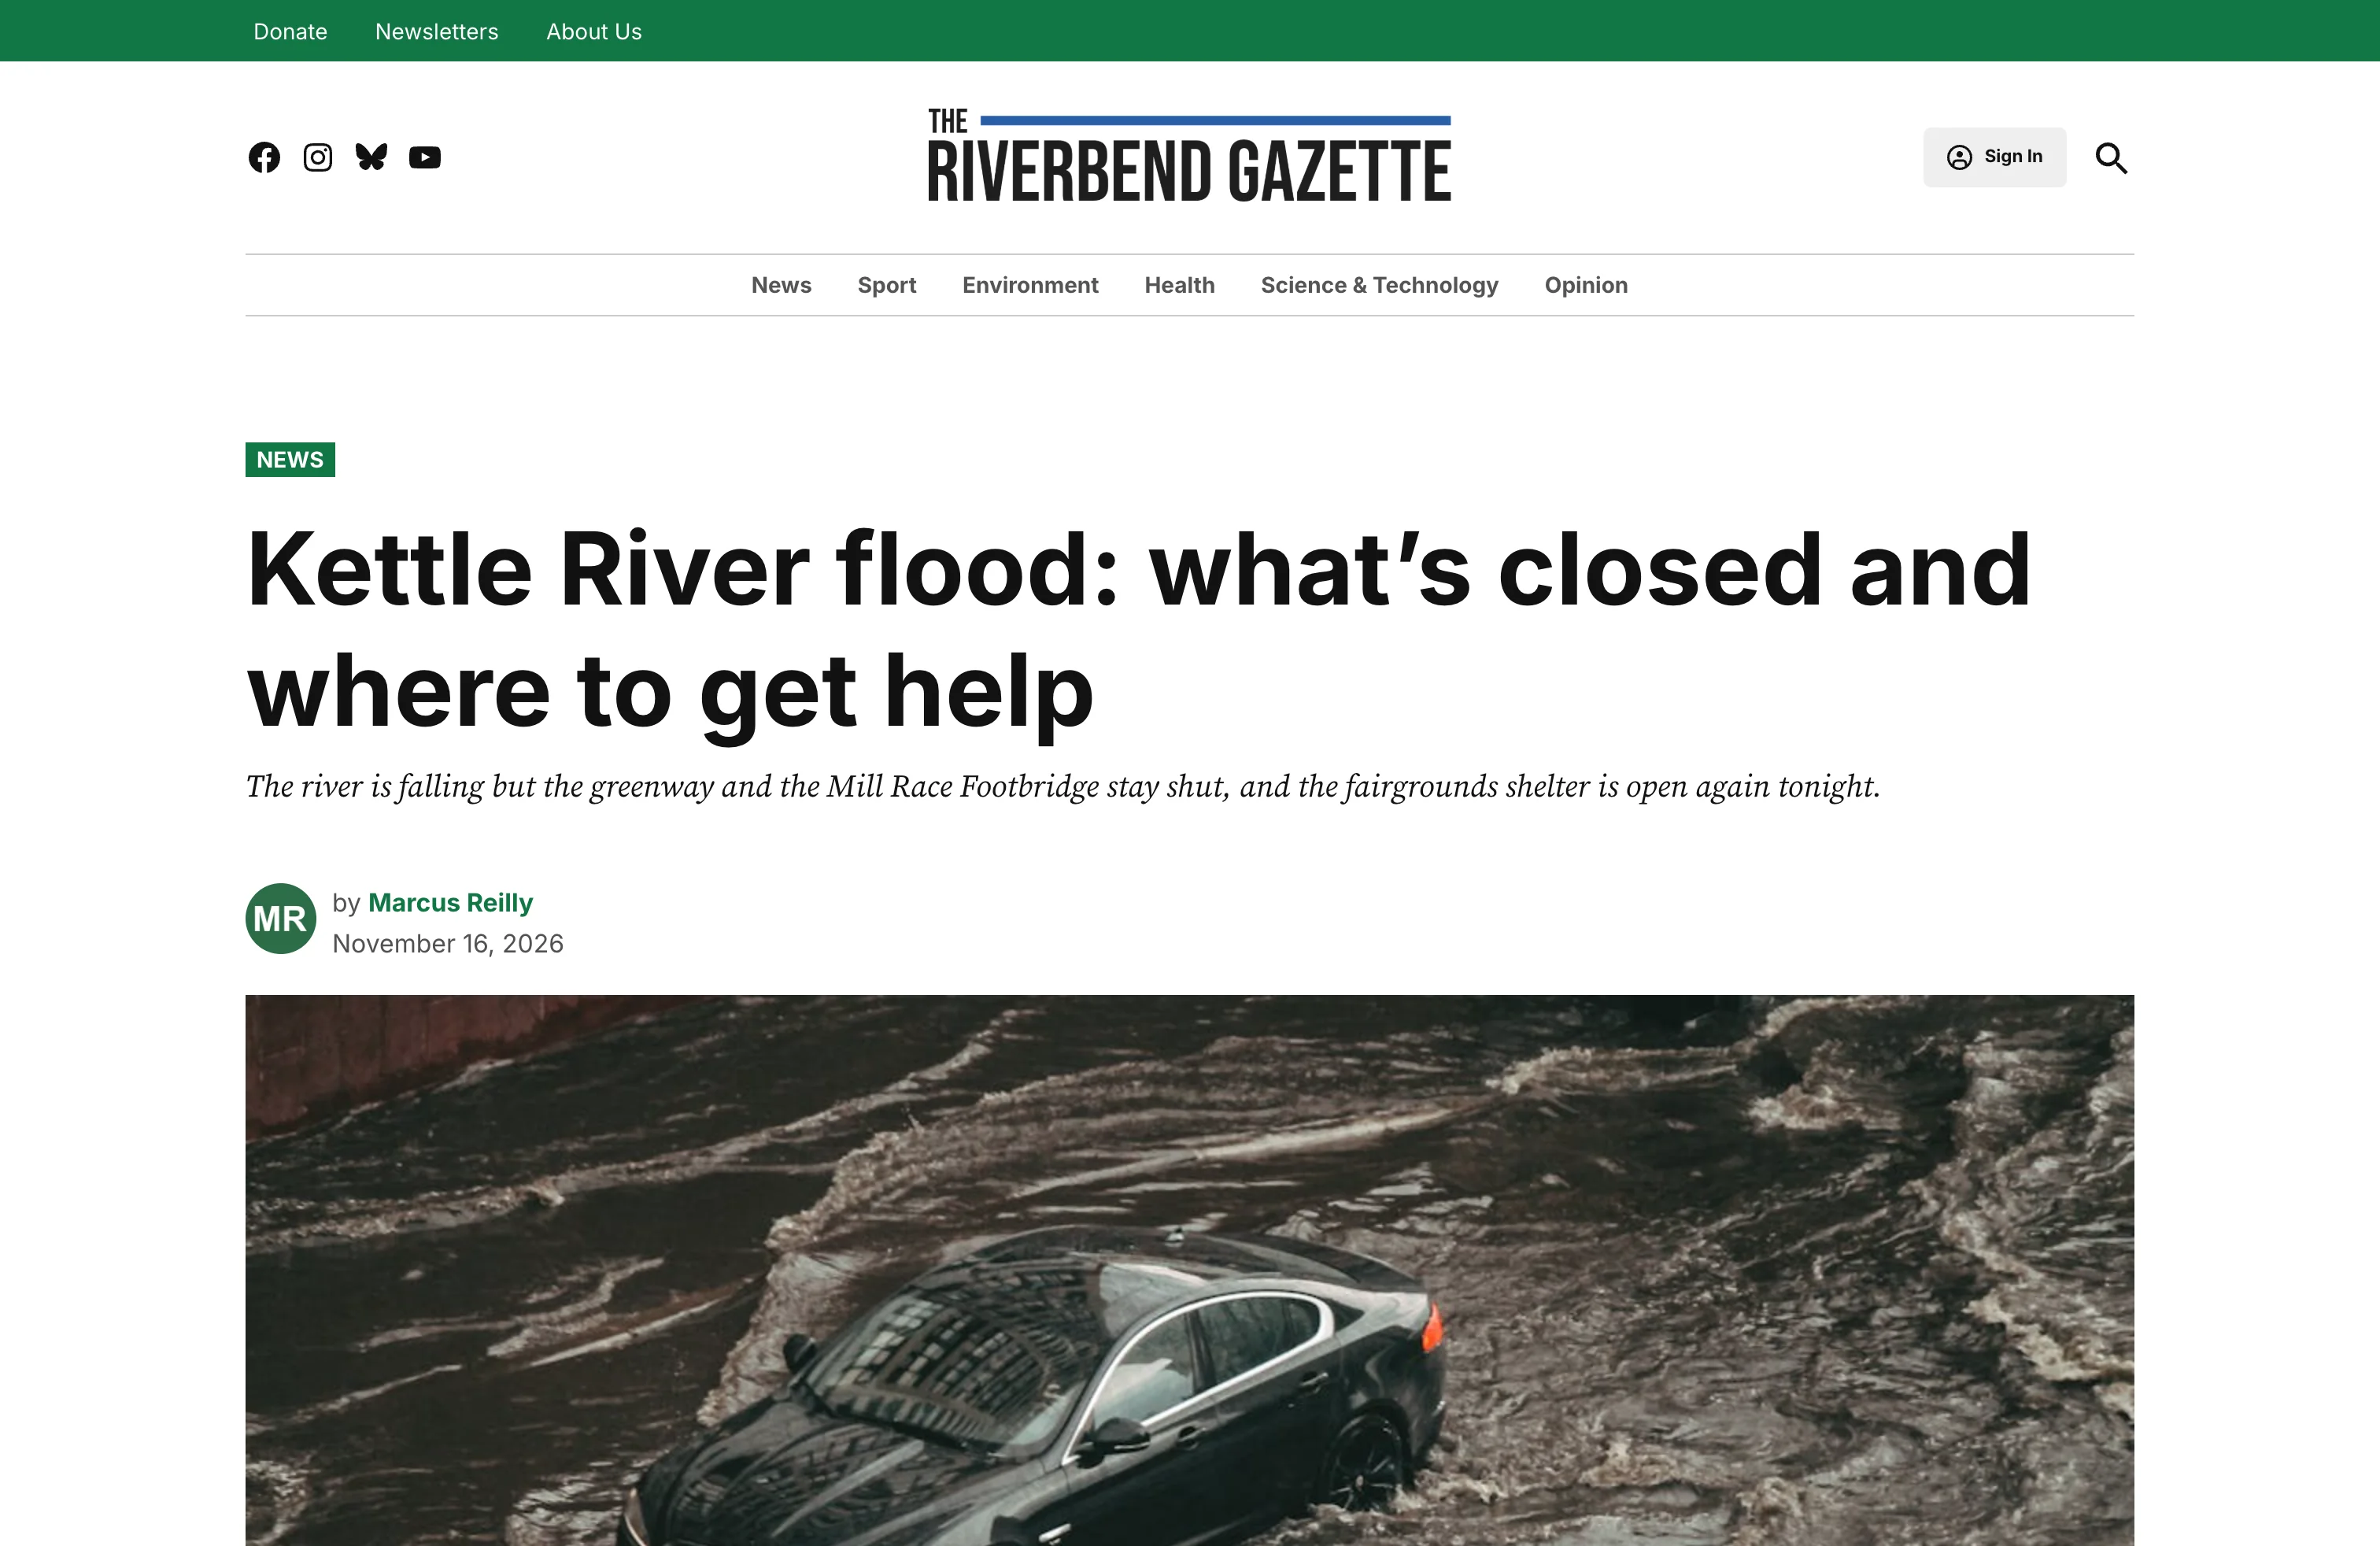 Donate Newsletters About Us
THE
RIVERBEND GAZETTE
Sign In
News Sport Environment Health Science & Technology Opinion
NEWS
Kettle River flood: what’s closed and
where to get help
The river is falling but the greenway and the Mill Race Footbridge stay shut, and the fairgrounds shelter is open again tonight.
MR
by Marcus Reilly
November 16, 2026